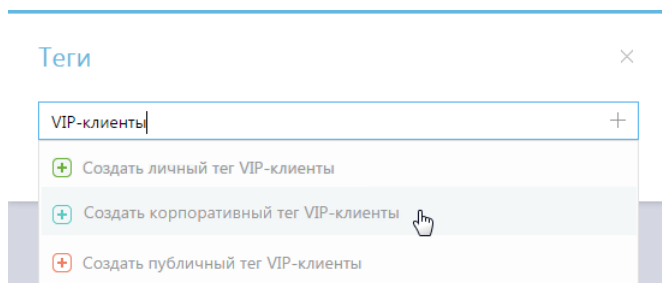 Теги
VIP-клиенты
Создать личный тег VIP-клиенты
Создать корпоративный тег VIP-клиенты
Создать публичный тег VIP-клиенты